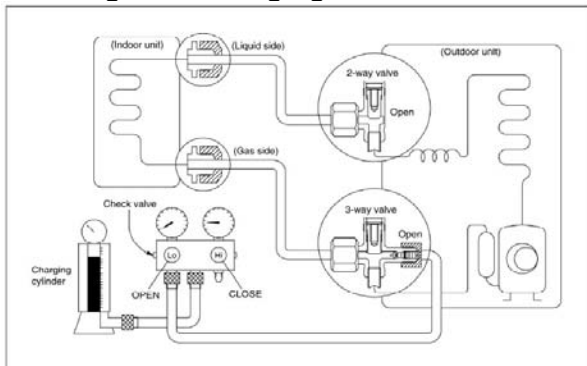 (Indoor unit)
(Liquid side)
(Outdoor unit)
2-way valve
Open
(Gas side)
3-way valve
Open
Check valve
Lo
Hi
Charging
cylinder
OPEN
CLOSE